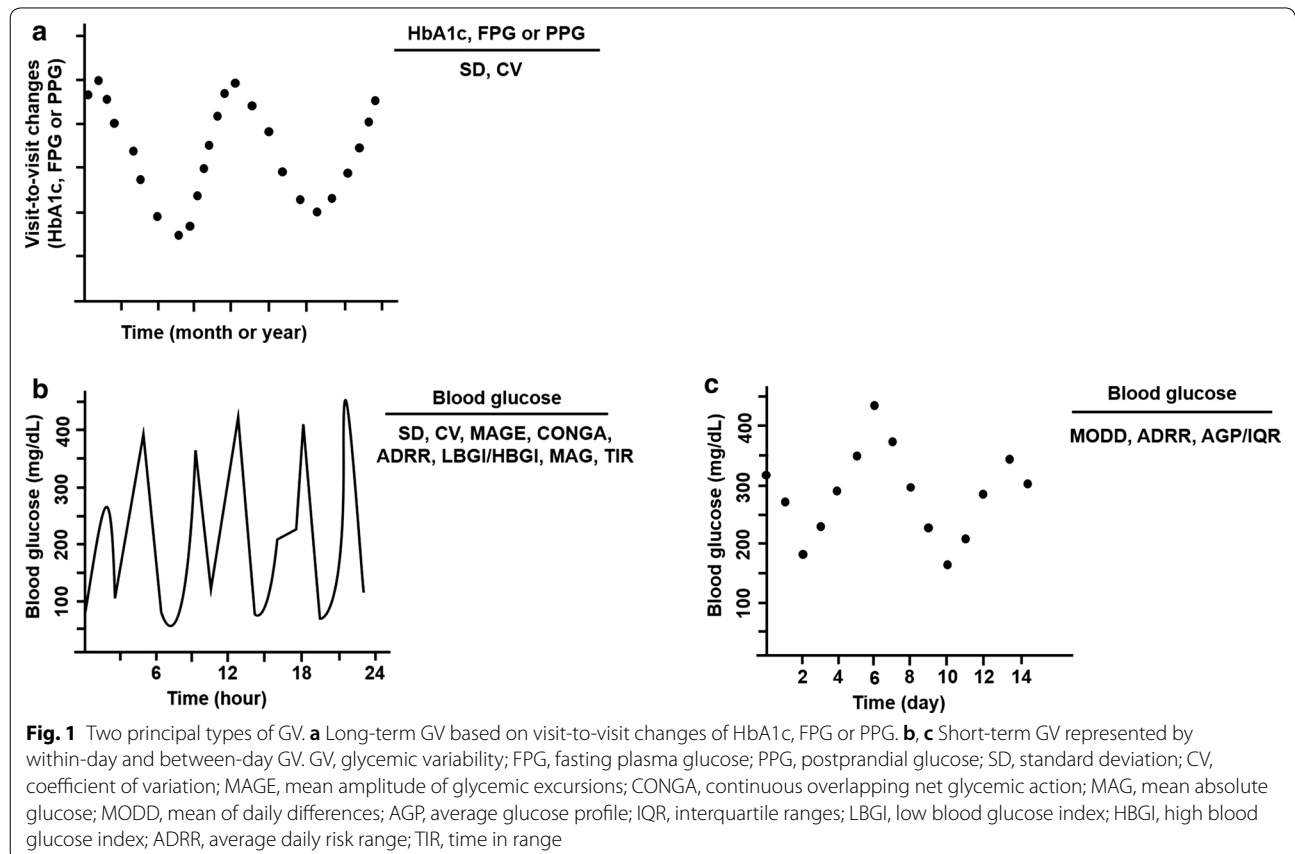 a
HbA1c, FPG or PPG
SD, CV
Visit-to-visit changes
(HbA1c, FPG or PPG)
Time (month or year)
b
Blood glucose
SD, CV, MAGE, CONGA,
ADRR, LBGI/HBGI, MAG, TIR
Blood glucose (mg/dL)
400
300
200
100
6 12 18 24
Time (hour)
c
Blood glucose
MODD, ADRR, AGP/IQR
Blood glucose (mg/dL)
400
300
200
100
2 4 6 8 10 12 14
Time (day)
Fig. 1 Two principal types of GV. a Long-term GV based on visit-to-visit changes of HbA1c, FPG or PPG. b, c Short-term GV represented by
within-day and between-day GV. GV, glycemic variability; FPG, fasting plasma glucose; PPG, postprandial glucose; SD, standard deviation; CV,
coefficient of variation; MAGE, mean amplitude of glycemic excursions; CONGA, continuous overlapping net glycemic action; MAG, mean absolute
glucose; MODD, mean of daily differences; AGP, average glucose profile; IQR, interquartile ranges; LBGI, low blood glucose index; HBGI, high blood
glucose index; ADRR, average daily risk range; TIR, time in range